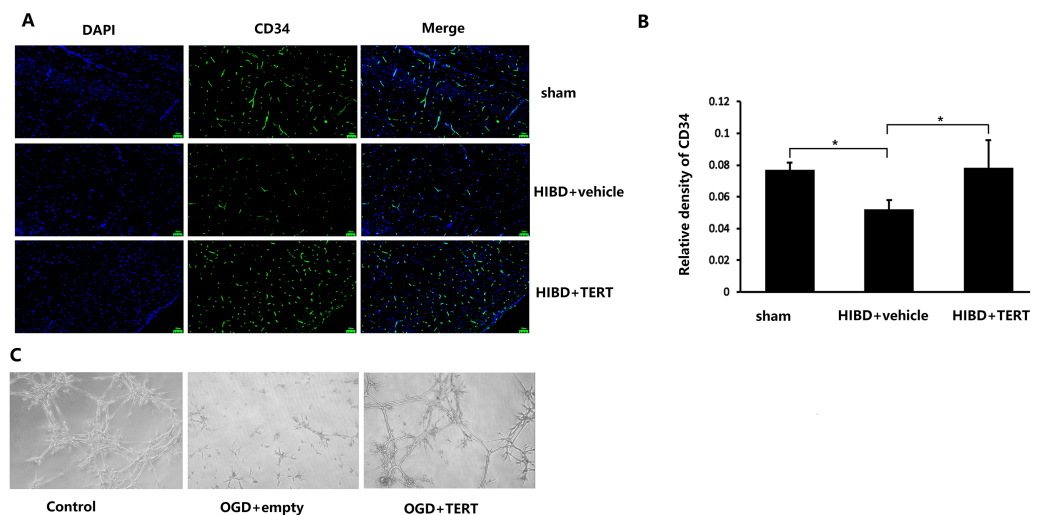 A
DAPI CD34 Merge
sham
HIBD+vehicle
HIBD+TERT
B
Relative density of CD34
0.12
0.1
0.08
0.06
0.04
0.02
0
*
*
sham HIBD+vehicle HIBD+TERT
C
Control OGD+empty OGD+TERT